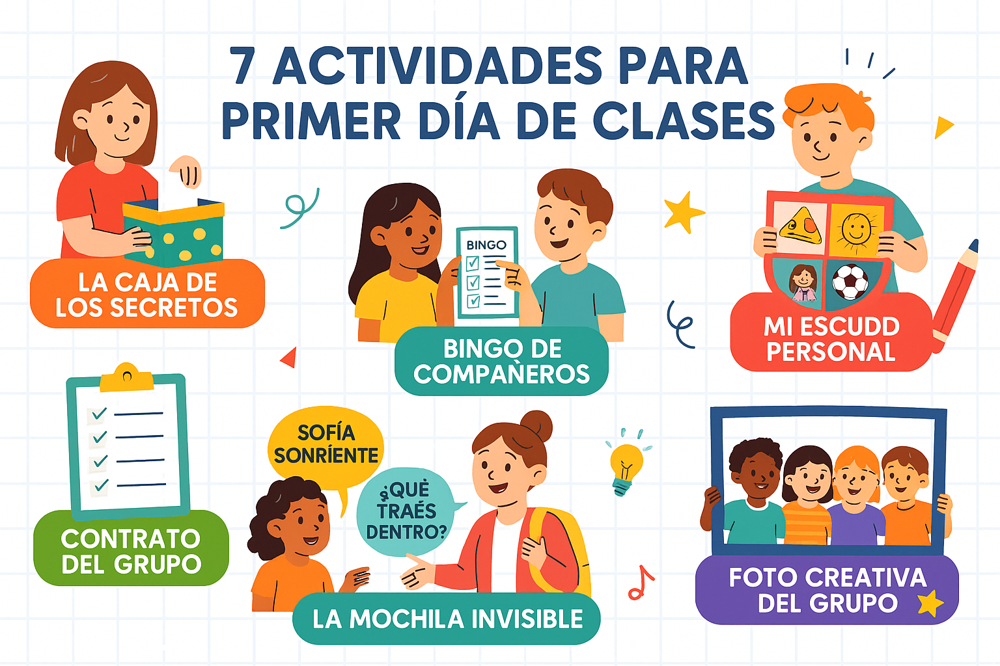 7 ACTIVIDADES PARA
PRIMER DÍA DE CLASES
LA CAJA DE
LOS SECRETOS
BINGO
BINGO DE
COMPAÑEROS
MI ESCUDD
PERSONAL
CONTRATO
DEL GRUPO
SOFÍA
SONRÍENTE
¿QUÉ
TRAÉS
DENTRO?
LA MOCHILA INVISIBLE
FOTO CREATIVA
DEL GRUPO